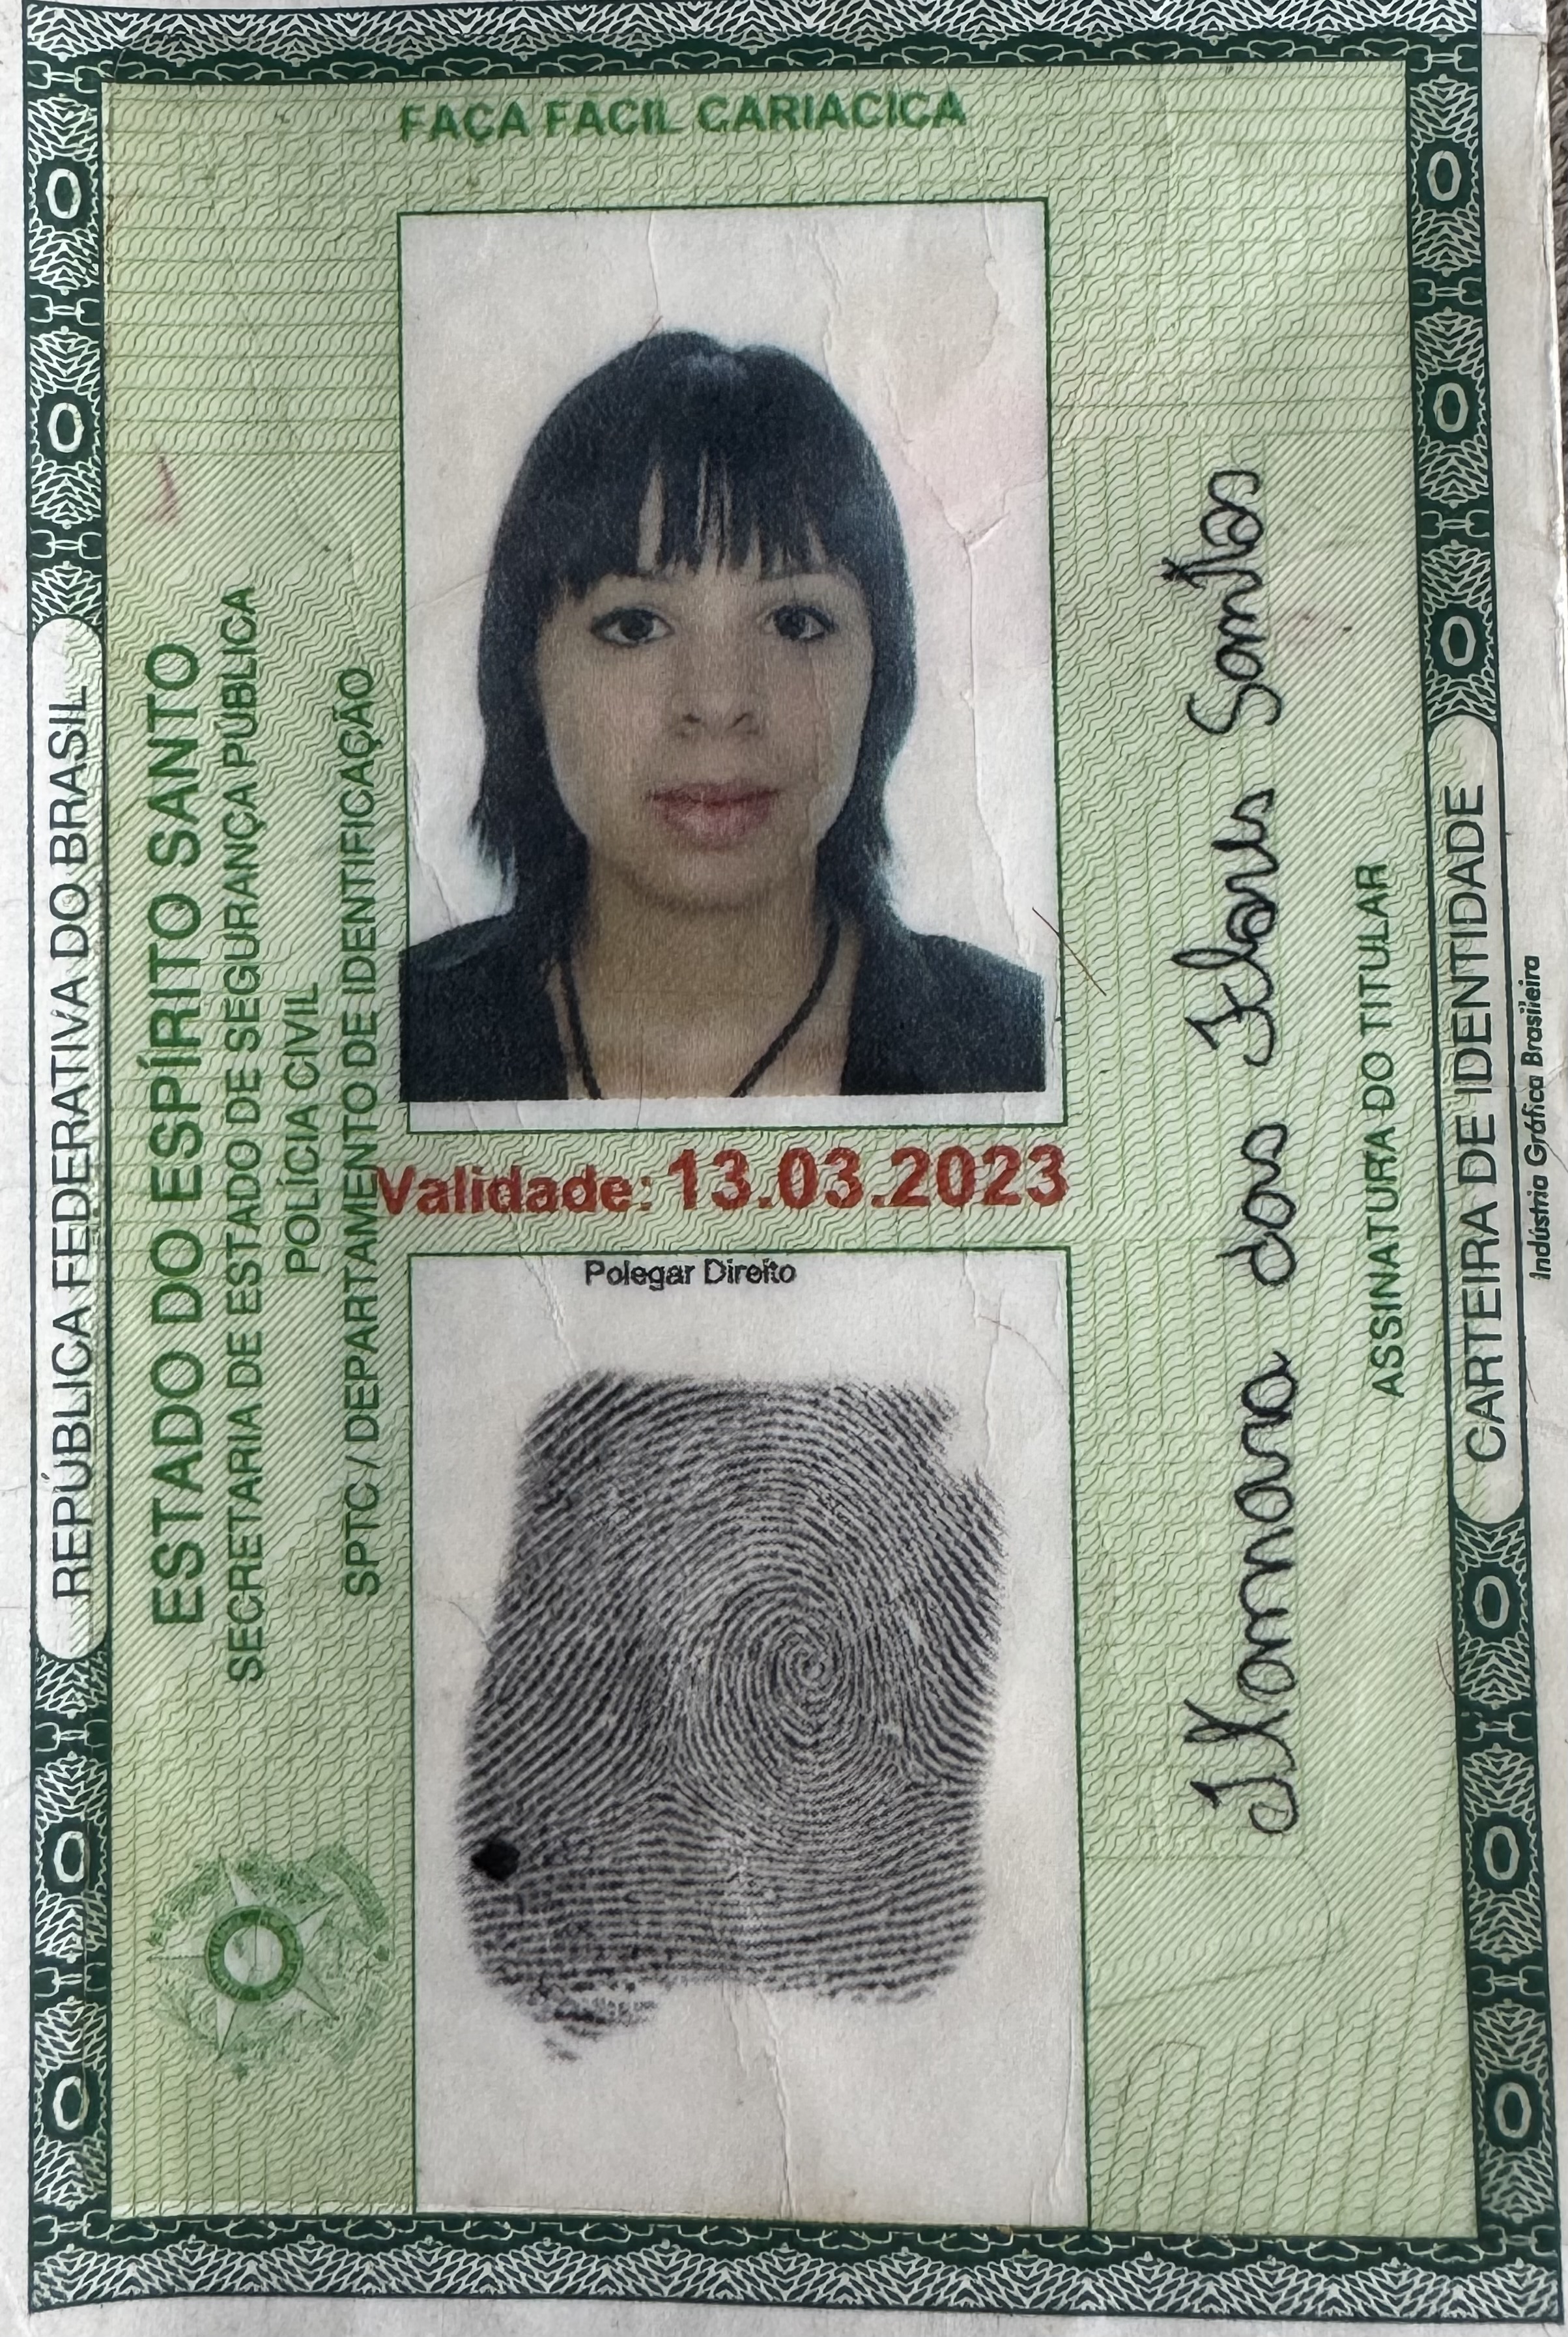 FAÇA FACIL CARIACICA
REPÚBLICA FEDERATIVA DO BRASIL
ESTADO DO ESPÍRITO SANTO
SECRETARIA DE ESTADO DE SEGURANÇA PÚBLICA
POLÍCIA CIVIL
SPTC / DEPARTAMENTO DE IDENTIFICAÇÃO
Validade: 13.03.2023
Polegar Direito
dos Santos
ASSINATURA DO TITULAR
CARTEIRA DE IDENTIDADE
Indústria Gráfica Brasileira